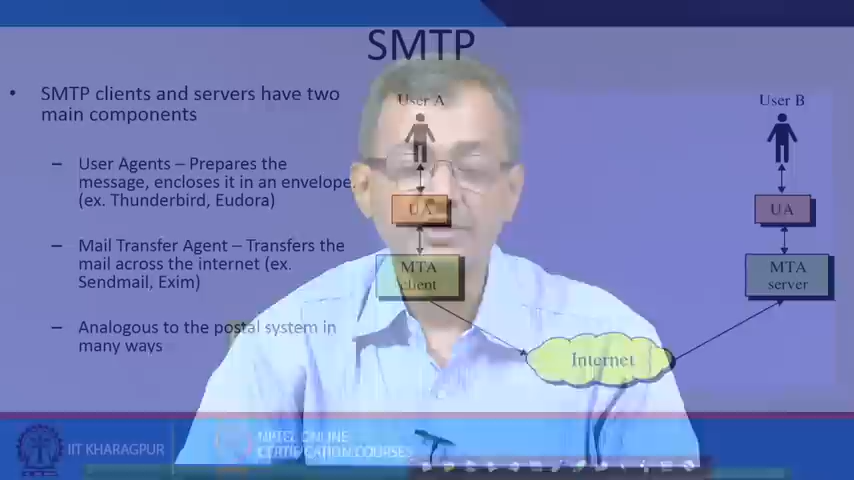 SMTP
• SMTP clients and servers have two
main components
– User Agents – Prepares the
message, encloses it in an envelope.
(ex. Thunderbird, Eudora)
– Mail Transfer Agent – Transfers the
mail across the internet (ex.
Sendmail, Exim)
– Analogous to the postal system in
many ways
User A
UA
MTA
client
Internet
User B
UA
MTA
server
IIT KHARAGPUR
NPTEL ONLINE
CERTIFICATION COURSES